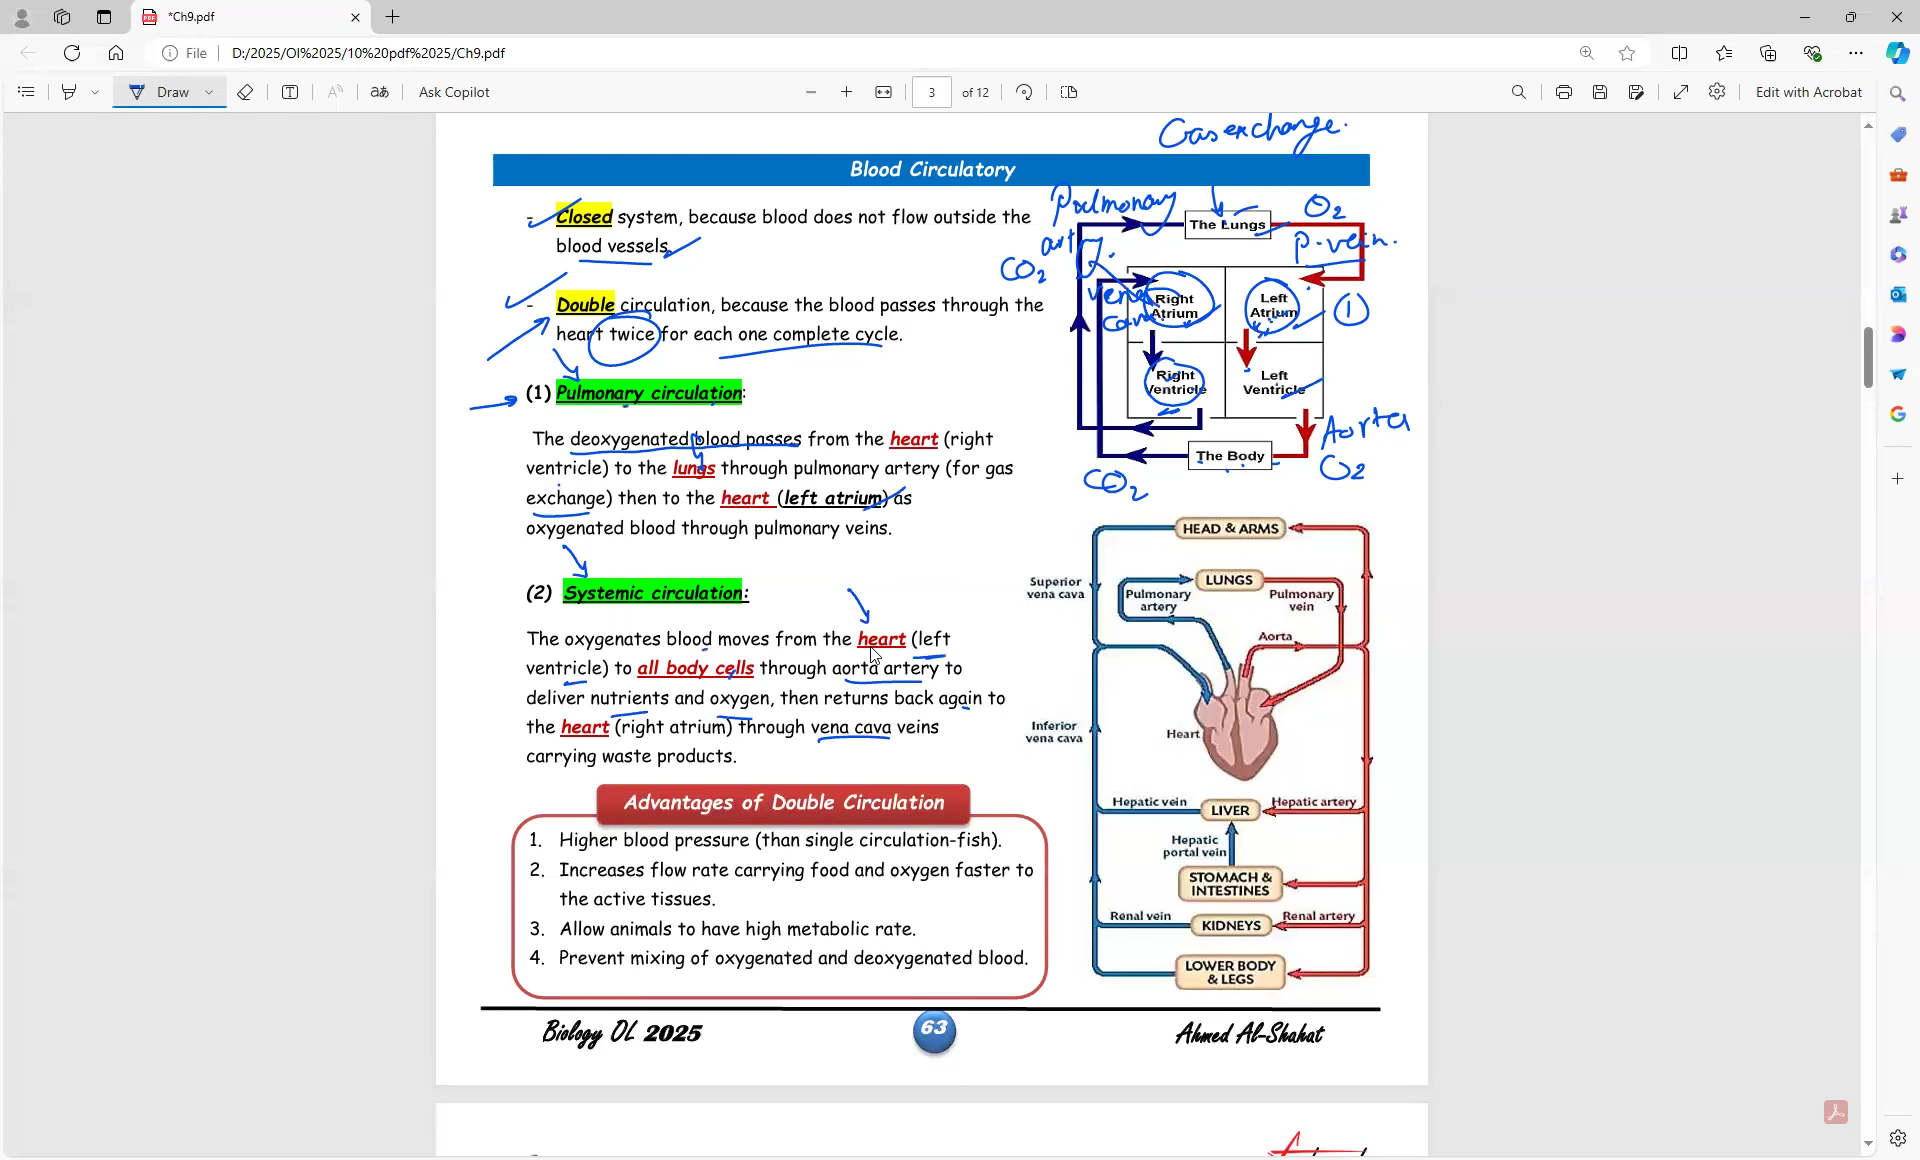 *Ch9.pdf
File
D:/2025/Ol%2025/10%20pdf%2025/Ch9.pdf
Draw
Ask Copilot
3
of 12
Edit with Acrobat
Gas exchange.
Blood Circulatory
- Closed system, because blood does not flow outside the
blood vessels.
- Double circulation, because the blood passes through the
heart twice for each one complete cycle.
(1) Pulmonary circulation:
The deoxygenated blood passes from the heart (right
ventricle) to the lungs through pulmonary artery (for gas
exchange) then to the heart (left atrium) as
oxygenated blood through pulmonary veins.
(2) Systemic circulation:
The oxygenates blood moves from the heart (left
ventricle) to all body cells through aorta artery to
deliver nutrients and oxygen, then returns back again to
the heart (right atrium) through vena cava veins
carrying waste products.
Advantages of Double Circulation
1. Higher blood pressure (than single circulation-fish).
2. Increases flow rate carrying food and oxygen faster to
the active tissues.
3. Allow animals to have high metabolic rate.
4. Prevent mixing of oxygenated and deoxygenated blood.
Pulmonary
The Lungs
O2
art
P. vein.
CO2
vena
cava
Right
Atrium
Left
Atrium
1
Right
Ventricle
Left
Ventricle
Aorta
The Body
O2
CO2
HEAD & ARMS
Superior
vena cava
LUNGS
Pulmonary
artery
Pulmonary
vein
Aorta
Inferior
vena cava
Heart
Hepatic vein
LIVER
Hepatic artery
Hepatic
portal vein
STOMACH &
INTESTINES
Renal vein
KIDNEYS
Renal artery
LOWER BODY
& LEGS
Biology OL 2025
63
Ahmed Al-Shahat